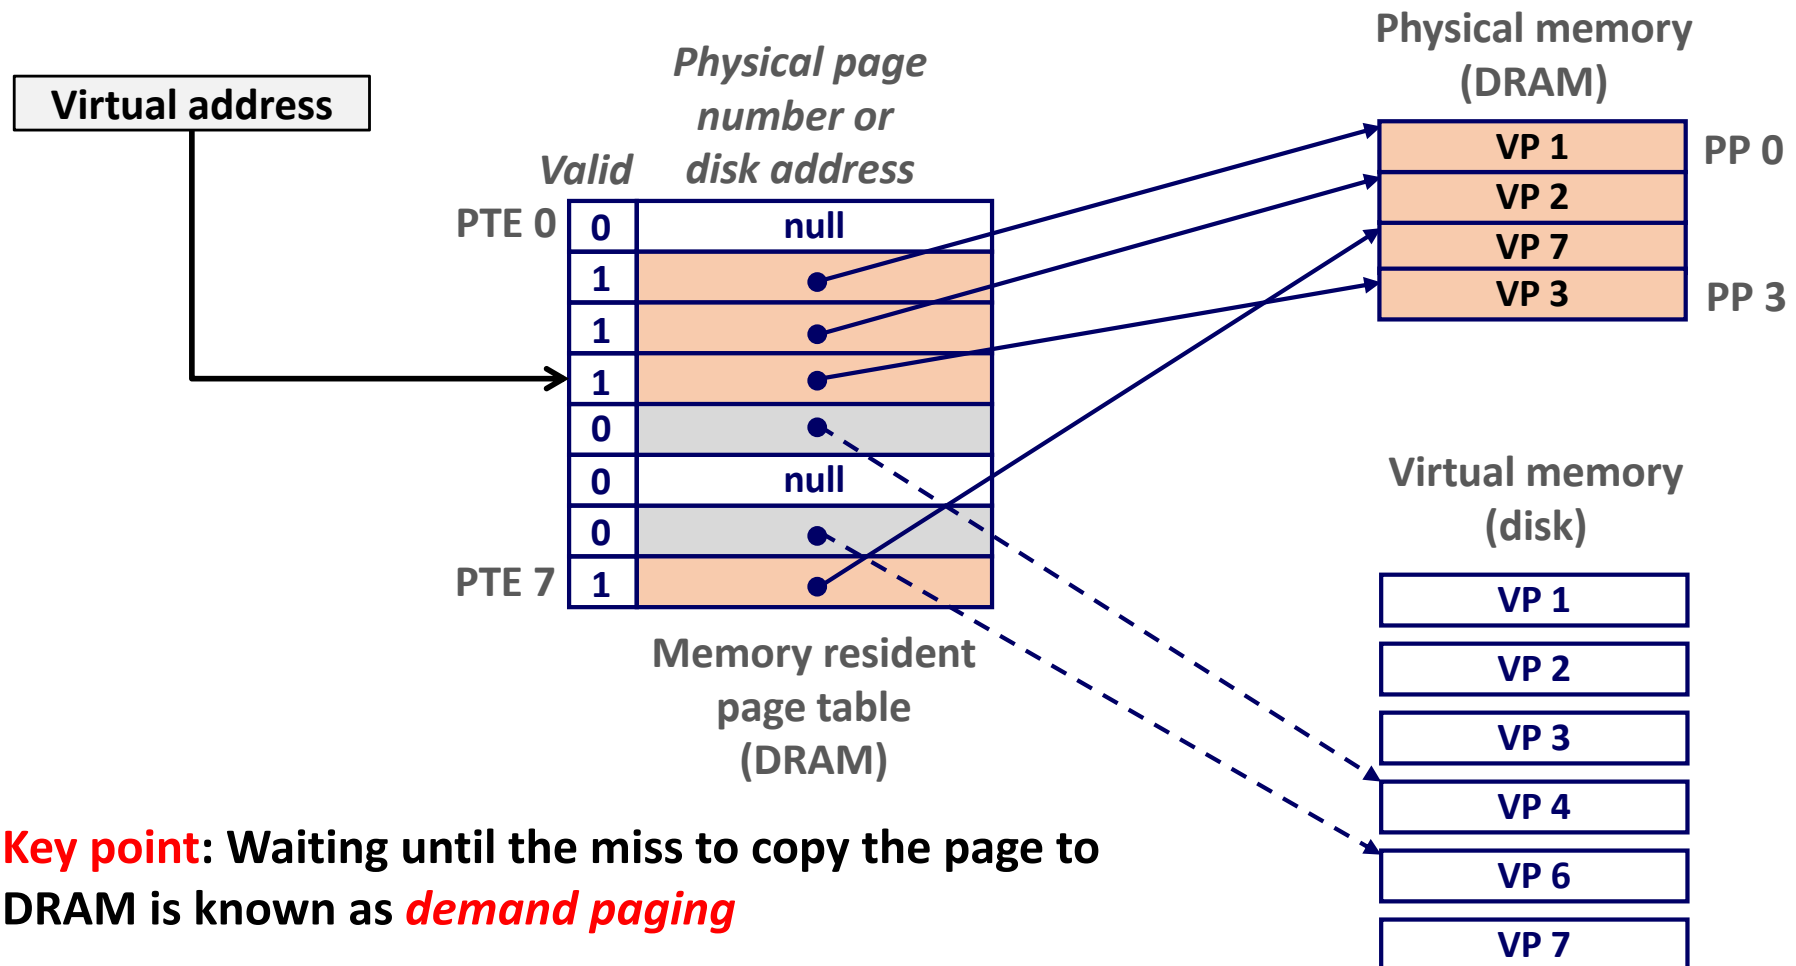 Virtual address
Physical page
number or
disk address
Valid
PTE 0
0
null
1
1
1
0
0
null
0
PTE 7
1
Memory resident
page table
(DRAM)
Physical memory
(DRAM)
VP 1
PP 0
VP 2
VP 7
VP 3
PP 3
Virtual memory
(disk)
VP 1
VP 2
VP 3
VP 4
VP 6
VP 7
Key point: Waiting until the miss to copy the page to
DRAM is known as demand paging